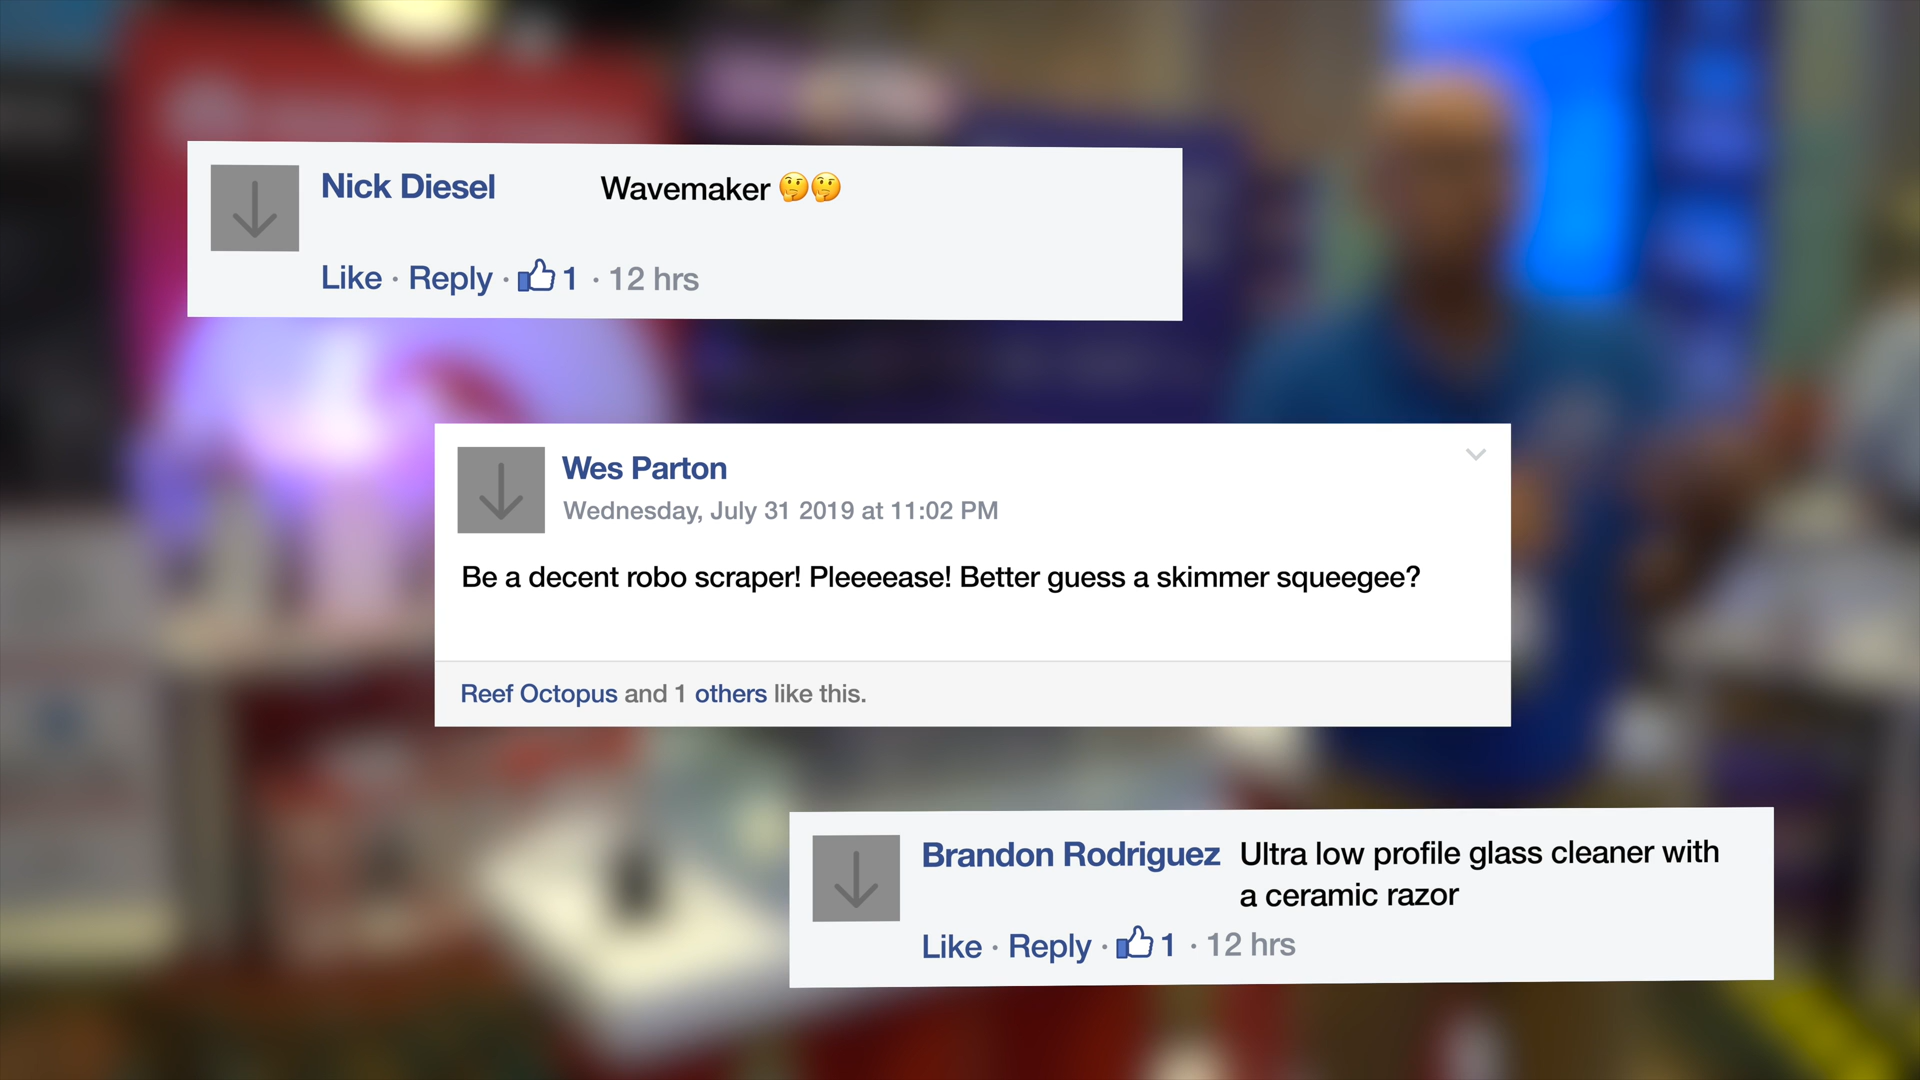 Nick Diesel Wavemaker 🤔🤔
Like · Reply · 1 · 12 hrs
Wes Parton
Wednesday, July 31 2019 at 11:02 PM
Be a decent robo scraper! Pleeeease! Better guess a skimmer squeegee?
Reef Octopus and 1 others like this.
Brandon Rodriguez Ultra low profile glass cleaner with
a ceramic razor
Like · Reply · 1 · 12 hrs